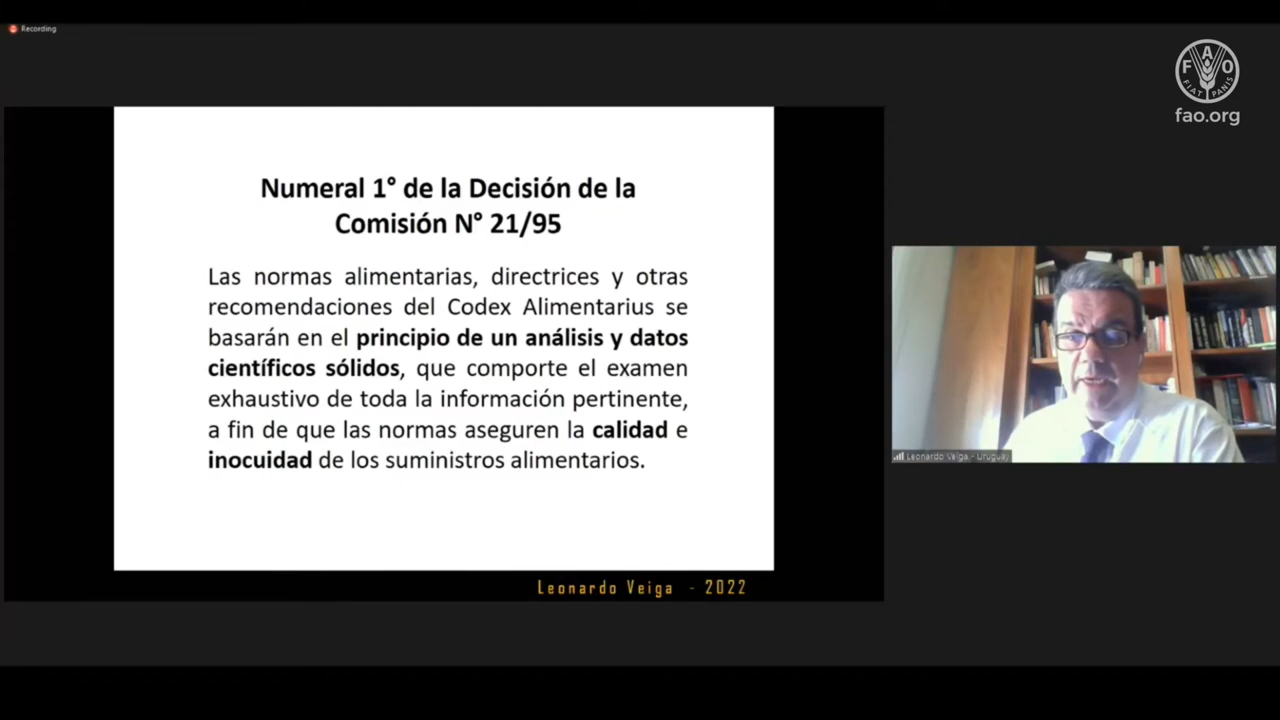 Recording
F A O
FIAT PANIS
fao.org
Numeral 1° de la Decisión de la
Comisión N° 21/95
Las normas alimentarias, directrices y otras
recomendaciones del Codex Alimentarius se
basarán en el principio de un análisis y datos
científicos sólidos, que comporte el examen
exhaustivo de toda la información pertinente,
a fin de que las normas aseguren la calidad e
inocuidad de los suministros alimentarios.
Leonardo Veiga - Uruguay
Leonardo Veiga - 2022